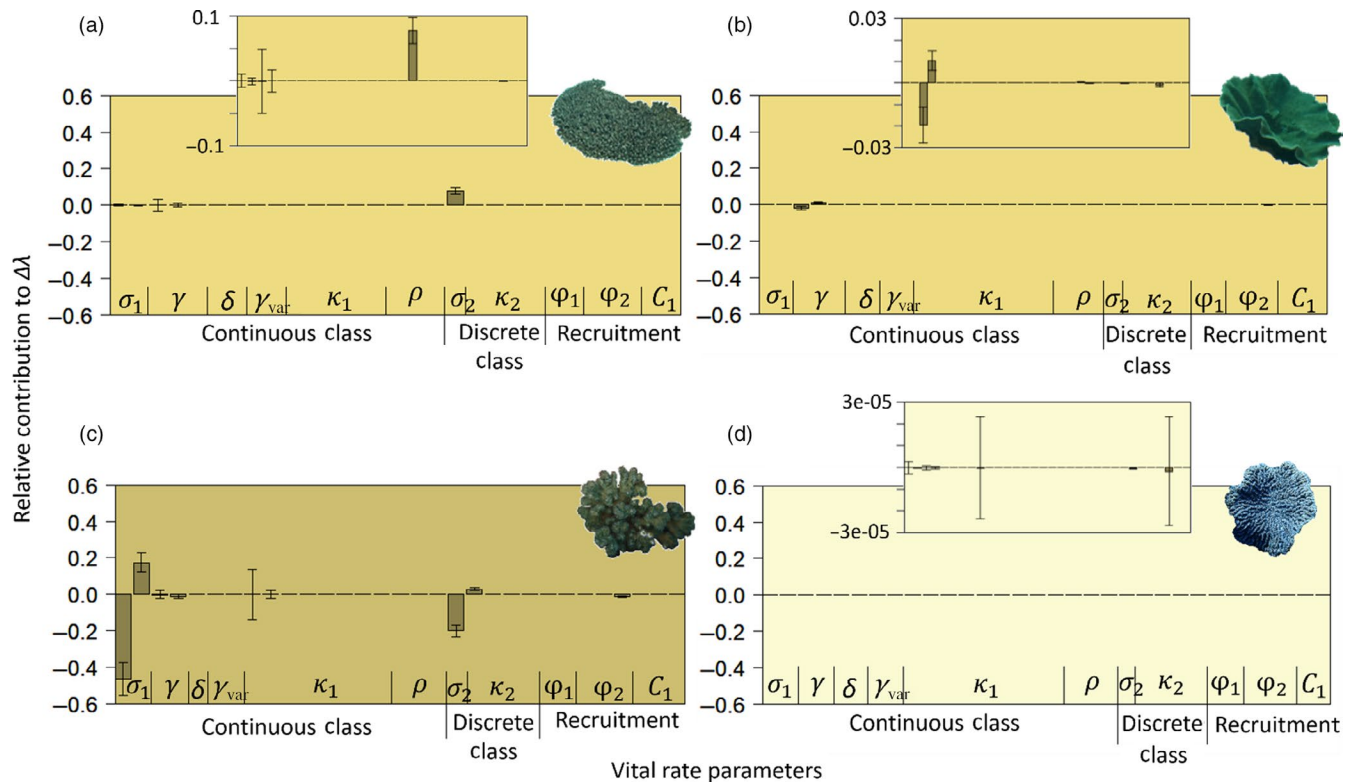 (a)
0.1
−0.1
0.6
0.4
0.2
0.0
−0.2
−0.4
−0.6
σ₁ γ δ γvar κ₁ ρ σ₂ κ₂ φ₁ φ₂ C₁
Continuous class
Discrete class
Recruitment
(b)
0.03
−0.03
0.6
0.4
0.2
0.0
−0.2
−0.4
−0.6
σ₁ γ δ γvar κ₁ ρ σ₂ κ₂ φ₁ φ₂ C₁
Continuous class
Discrete class
Recruitment
Relative contribution to Δλ
(c)
0.6
0.4
0.2
0.0
−0.2
−0.4
−0.6
σ₁ γ δ γvar κ₁ ρ σ₂ κ₂ φ₁ φ₂ C₁
Continuous class
Discrete class
Recruitment
(d)
3e-05
−3e-05
0.6
0.4
0.2
0.0
−0.2
−0.4
−0.6
σ₁ γ δ γvar κ₁ ρ σ₂ κ₂ φ₁ φ₂ C₁
Continuous class
Discrete class
Recruitment
Vital rate parameters